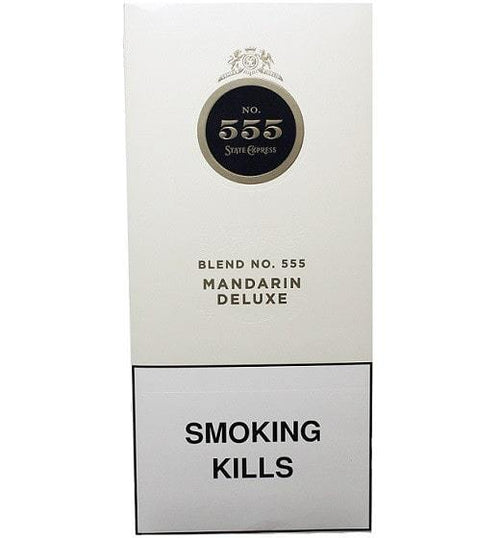 NO.
555
STATE EXPRESS
BLEND NO. 555
MANDARIN
DELUXE
SMOKING
KILLS